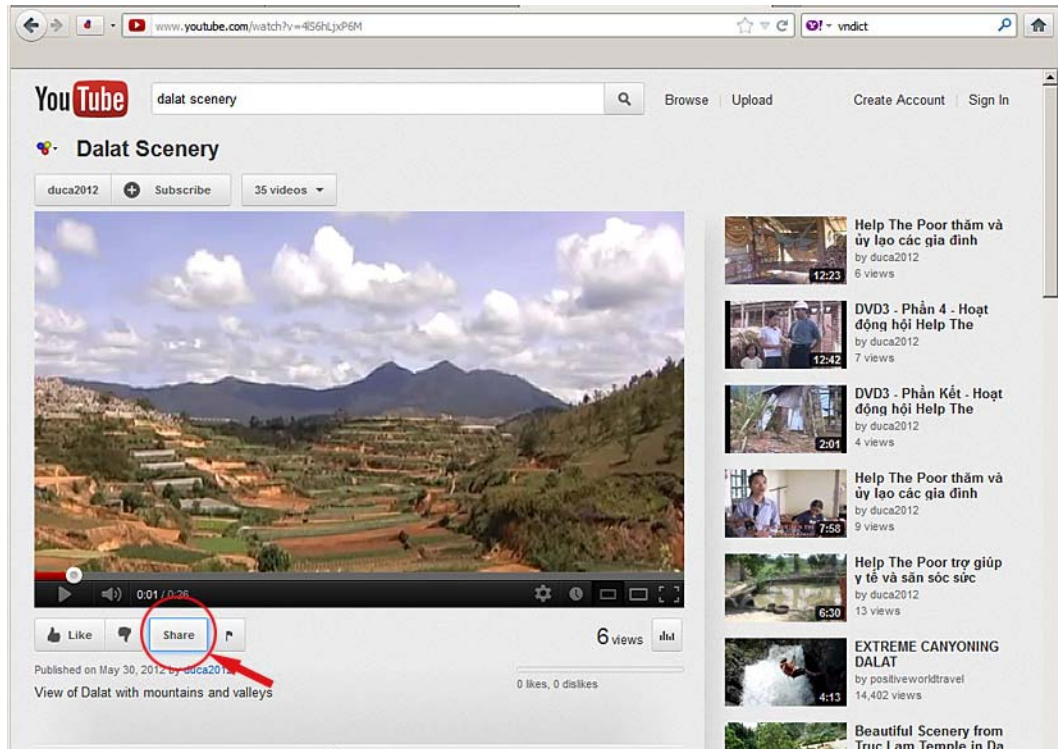 www.youtube.com/watch?v=4lS6hLjxP6M
vndict
YouTube
dalat scenery
Browse
Upload
Create Account
Sign In
Dalat Scenery
duca2012
Subscribe
35 videos
0:01 / 0:26
Like
Share
6 views
Published on May 30, 2012 by duca2012
View of Dalat with mountains and valleys
0 likes, 0 dislikes
12:23
Help The Poor thăm và
ủy lạo các gia đình
by duca2012
6 views
12:42
DVD3 - Phần 4 - Hoạt
động hội Help The
by duca2012
7 views
2:01
DVD3 - Phần Kết - Hoạt
động hội Help The
by duca2012
4 views
7:58
Help The Poor thăm và
ủy lạo các gia đình
by duca2012
9 views
6:30
Help The Poor trợ giúp
y tế và săn sóc sức
by duca2012
13 views
4:13
EXTREME CANYONING
DALAT
by positiveworldtravel
14,402 views
Beautiful Scenery from
Truc Lam Temple in Da